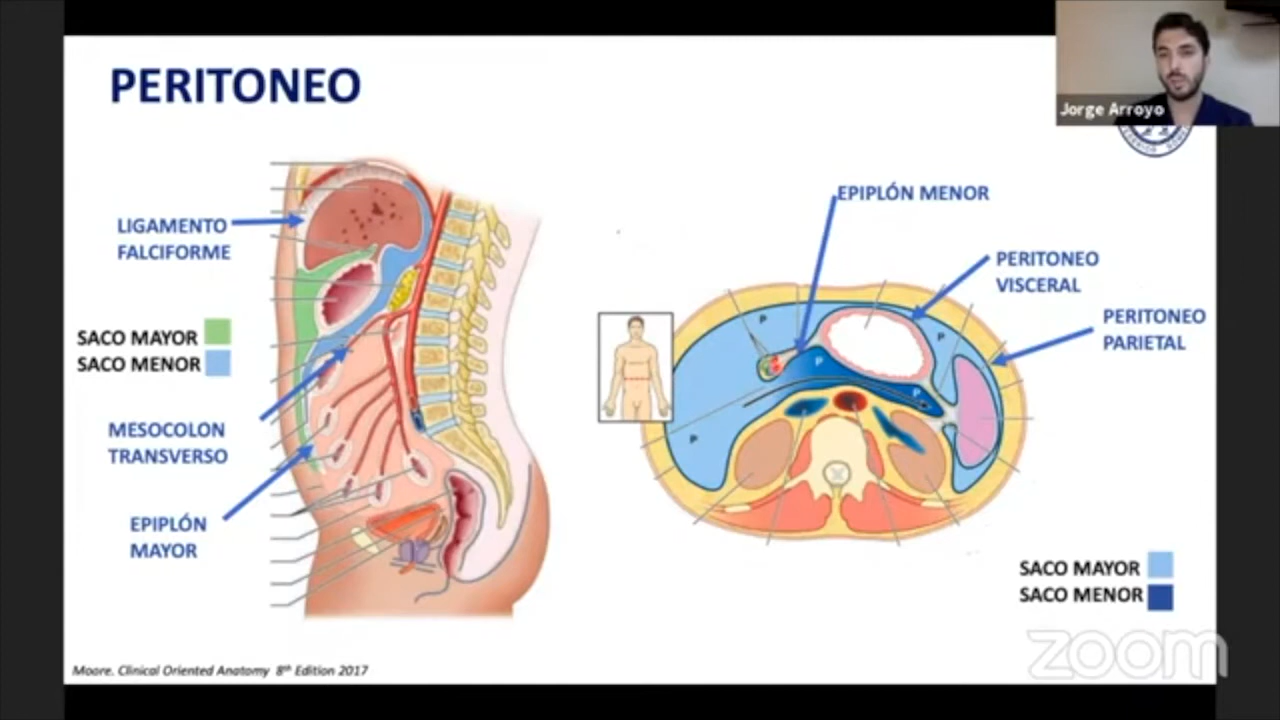 PERITONEO
Jorge Arroyo
LIGAMENTO
FALCIFORME
SACO MAYOR
SACO MENOR
MESOCOLON
TRANSVERSO
EPIPLÓN
MAYOR
EPIPLÓN MENOR
PERITONEO
VISCERAL
PERITONEO
PARIETAL
P
P
P
P
P
SACO MAYOR
SACO MENOR
Moore. Clinical Oriented Anatomy 8th Edition 2017
zoom